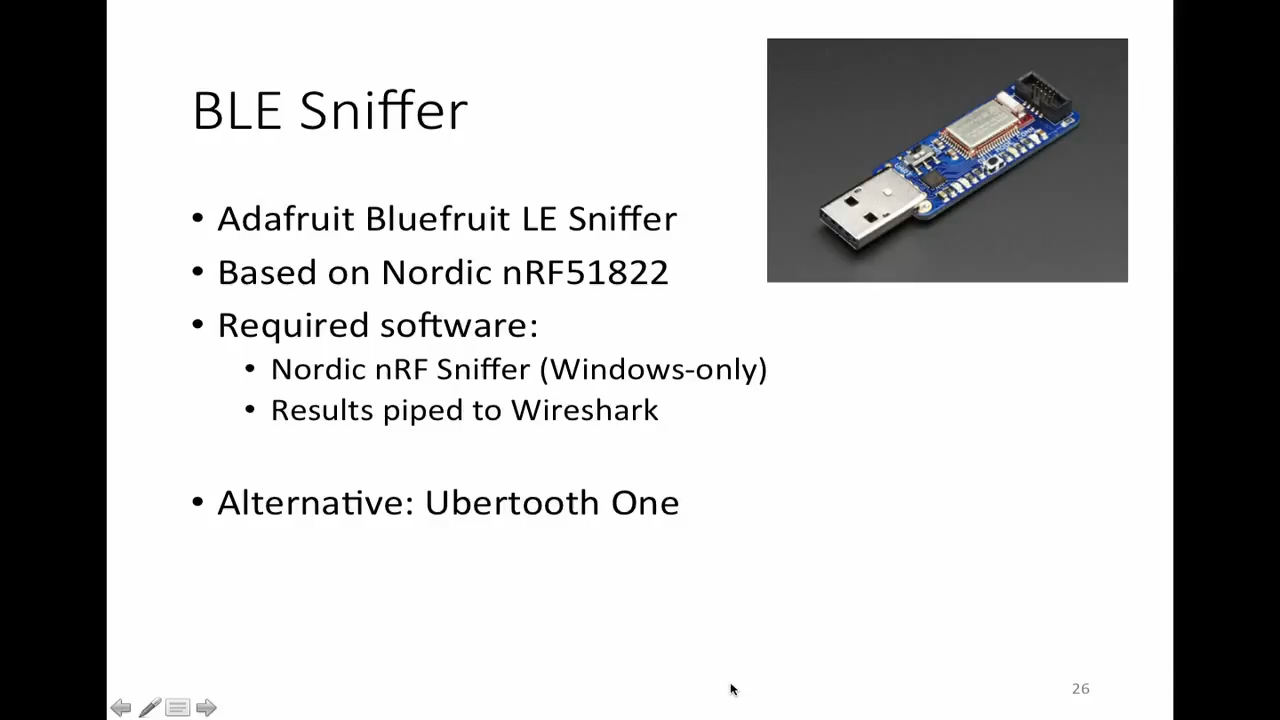 BLE Sniffer
• Adafruit Bluefruit LE Sniffer
• Based on Nordic nRF51822
• Required software:
• Nordic nRF Sniffer (Windows-only)
• Results piped to Wireshark
• Alternative: Ubertooth One
26